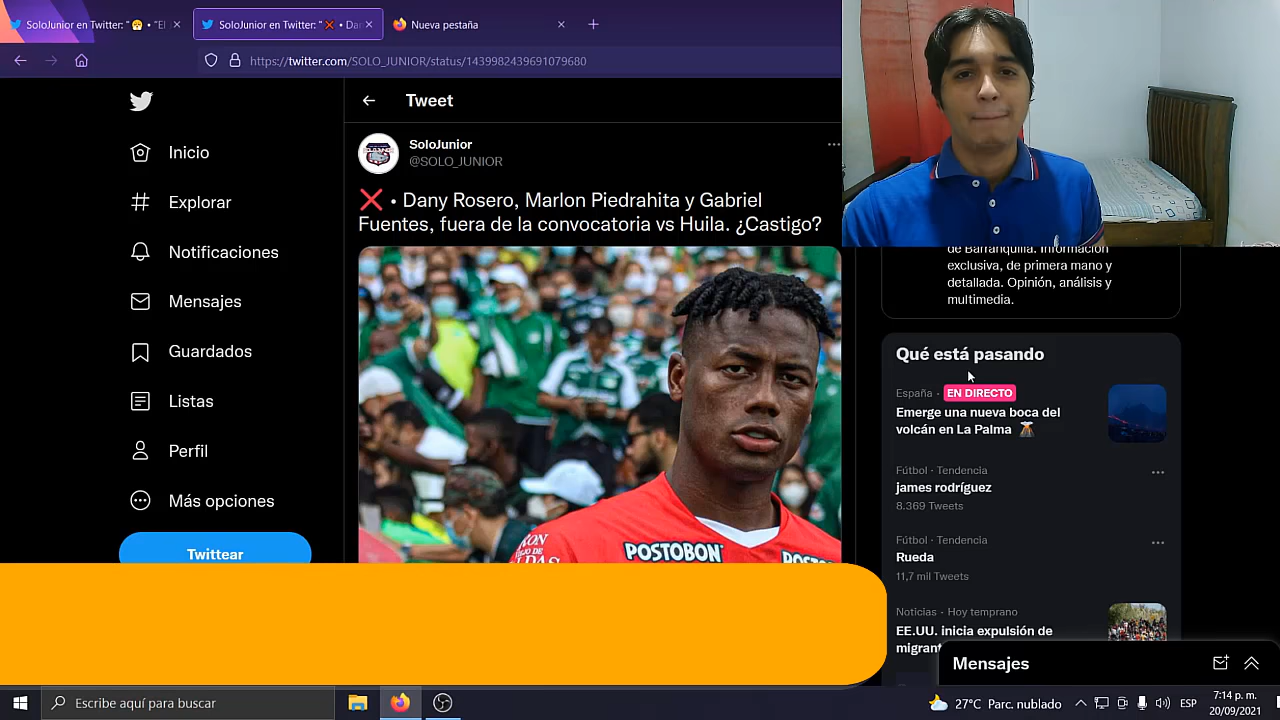 SoloJunior en Twitter: "😤 • "El
SoloJunior en Twitter: "❌ • Da
Nueva pestaña
https://twitter.com/SOLO_JUNIOR/status/1439982439691079680
Tweet
Inicio
Explorar
Notificaciones
Mensajes
Guardados
Listas
Perfil
Más opciones
Twittear
SoloJunior
@SOLO_JUNIOR
❌ • Dany Rosero, Marlon Piedrahita y Gabriel
Fuentes, fuera de la convocatoria vs Huila. ¿Castigo?
POSTOBON
de Barranquilla. Información
exclusiva, de primera mano y
detallada. Opinión, análisis y
multimedia.
Qué está pasando
España · EN DIRECTO
Emerge una nueva boca del
volcán en La Palma 🌋
Fútbol · Tendencia
james rodríguez
8.369 Tweets
Fútbol · Tendencia
Rueda
11,7 mil Tweets
Noticias · Hoy temprano
EE.UU. inicia expulsión de
Mensajes
Escribe aquí para buscar
27°C Parc. nublado
ESP
7:14 p. m.
20/09/2021